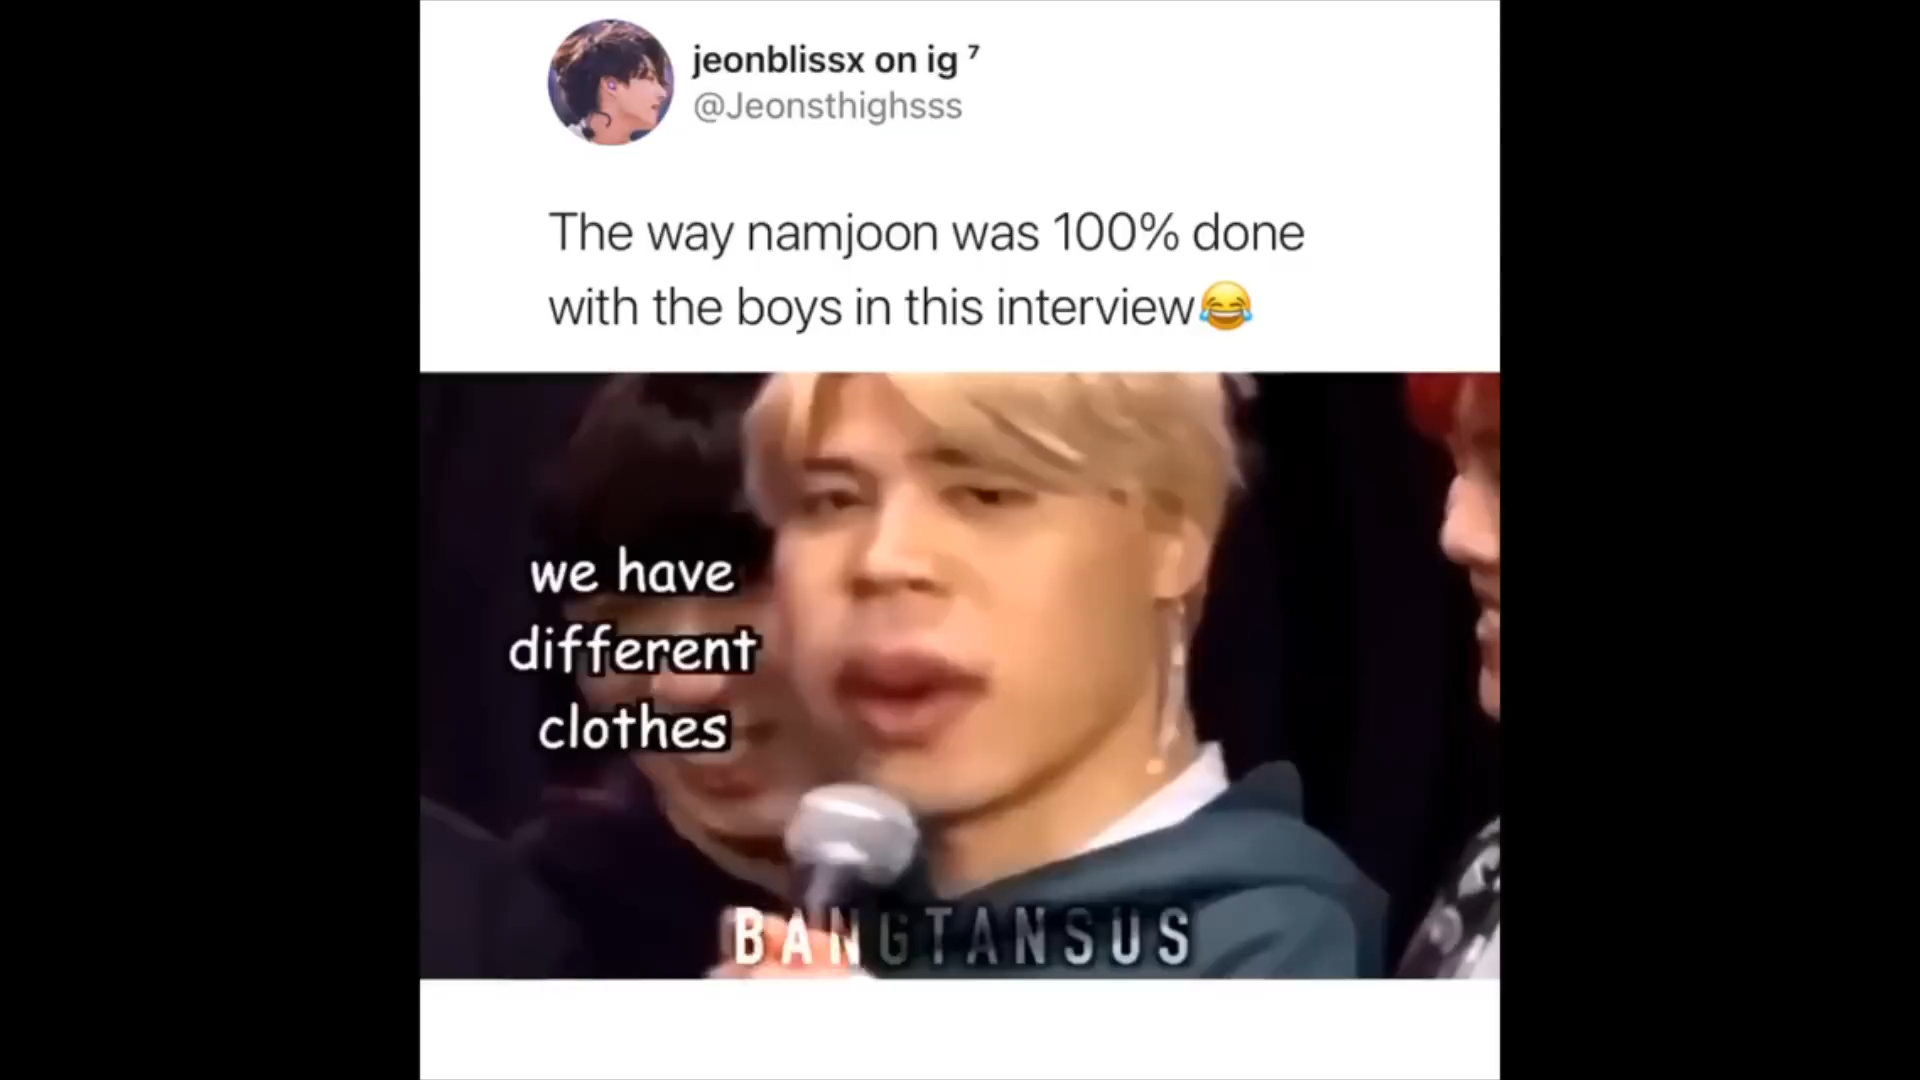 jeonblissx on ig ⁷
@Jeonsthighsss
The way namjoon was 100% done
with the boys in this interview😂
we have
different
clothes
BANGTANSUS